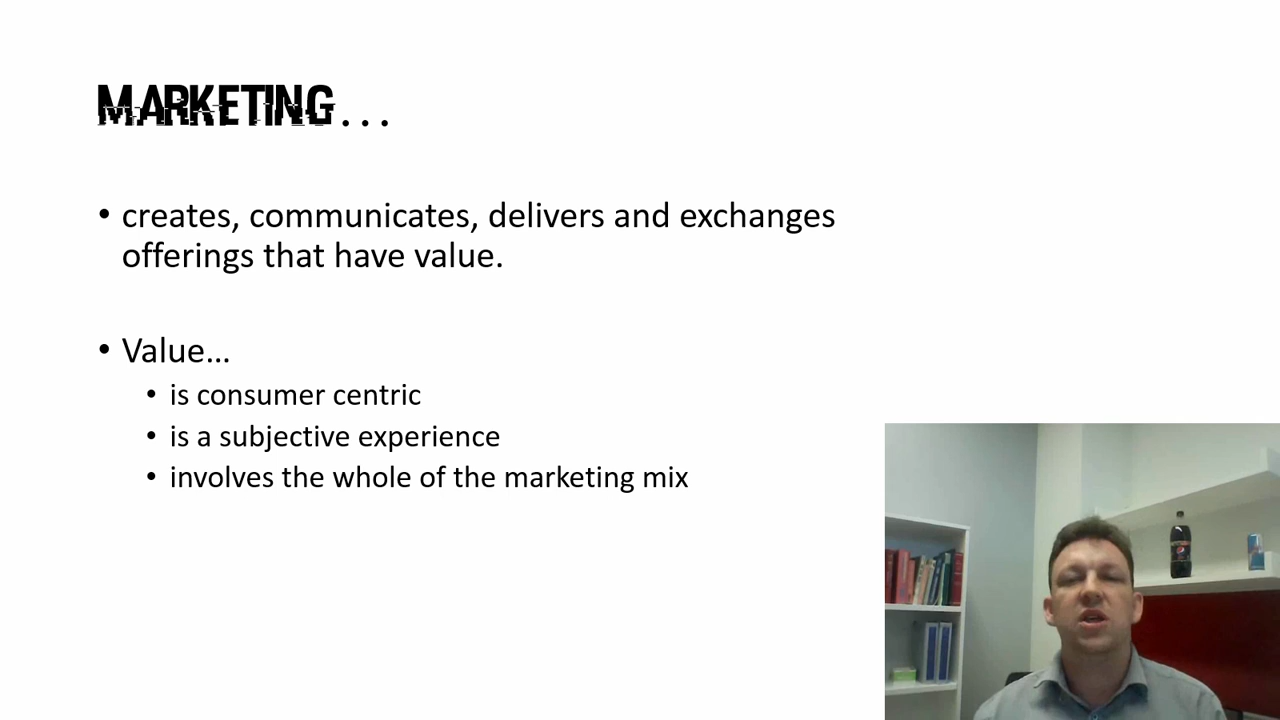 MARKETING...
• creates, communicates, delivers and exchanges
offerings that have value.
• Value...
• is consumer centric
• is a subjective experience
• involves the whole of the marketing mix